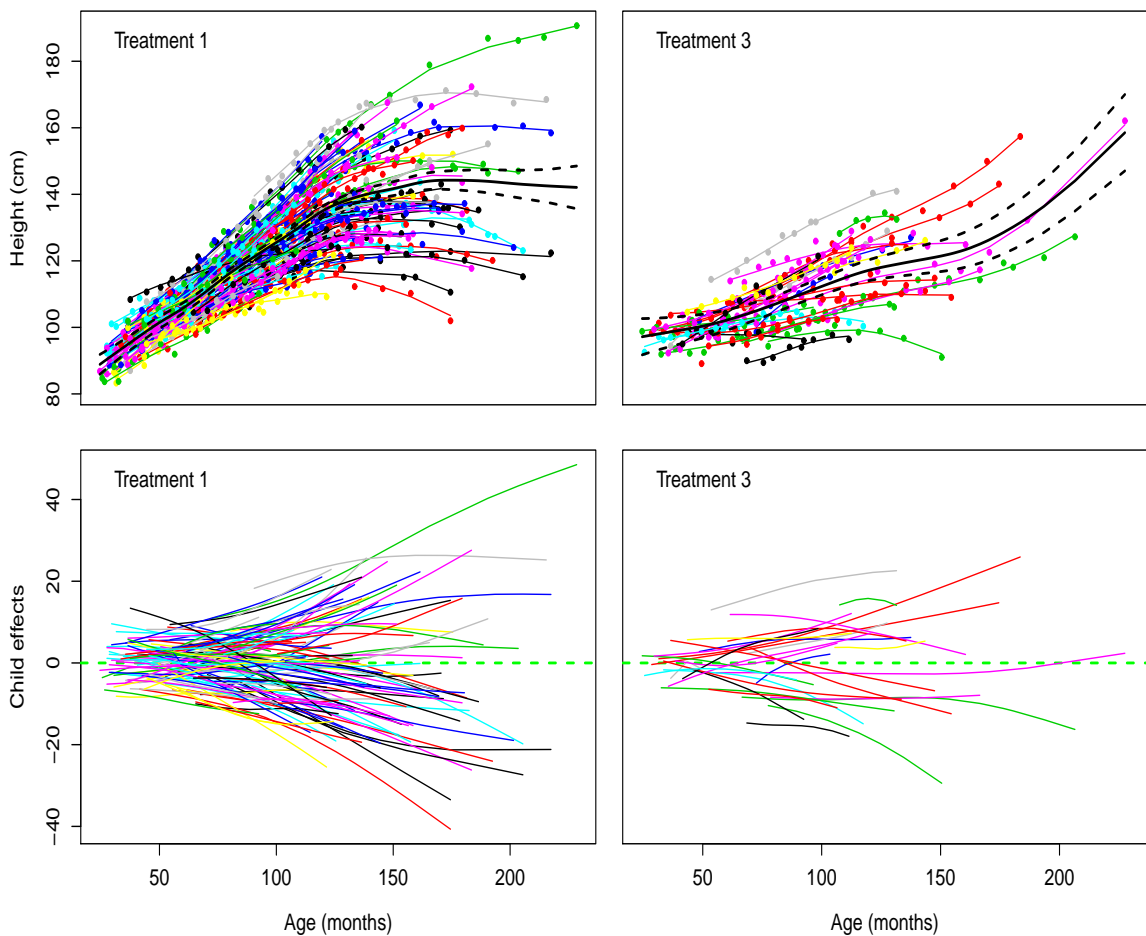 Treatment 1
Treatment 3
Height (cm)
180
160
140
120
100
80
Treatment 1
Treatment 3
Child effects
40
20
0
−20
−40
50 100 150 200
50 100 150 200
Age (months)
Age (months)